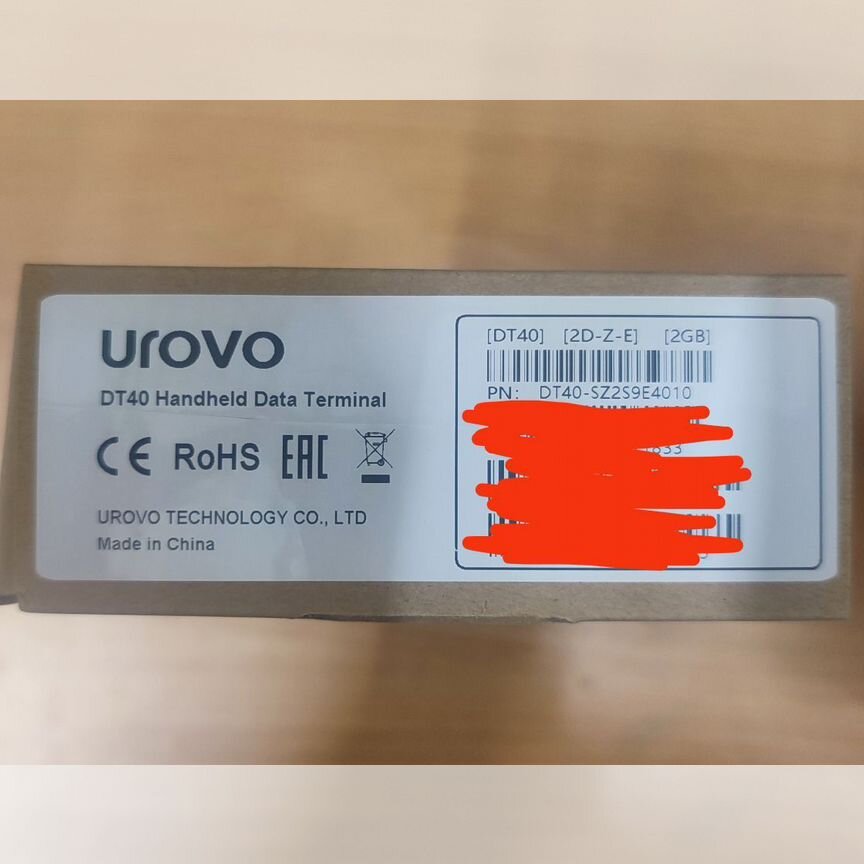 urovo
DT40 Handheld Data Terminal
CE RoHS EAC
UROVO TECHNOLOGY CO., LTD
Made in China
[DT40] [2D-Z-E] [2GB]
PN: DT40-SZ2S9E4010